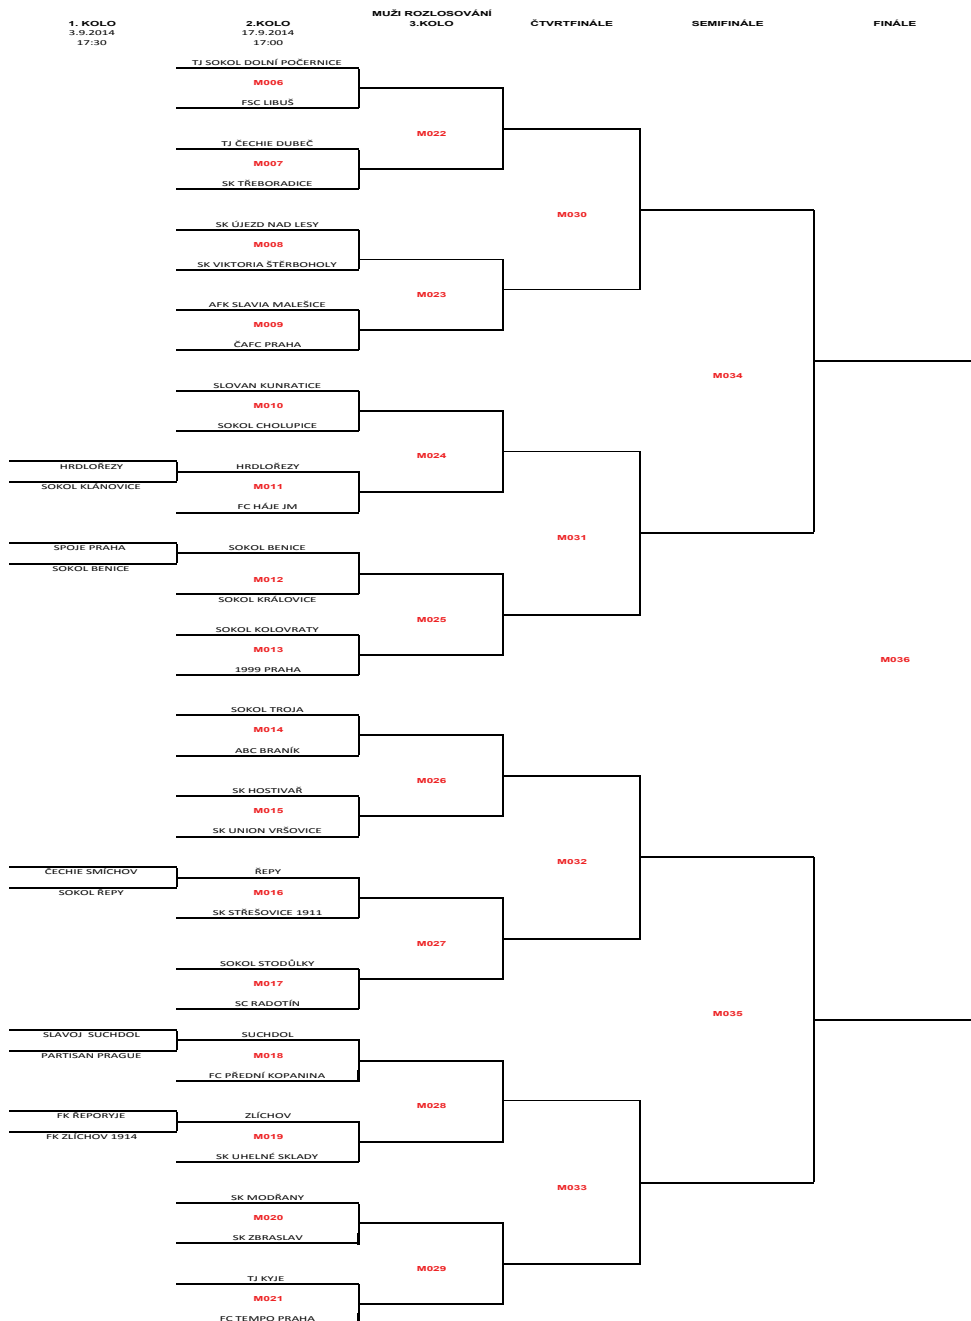 MUŽI ROZLOSOVÁNÍ
1. KOLO 2.KOLO 3.KOLO ČTVRTFINÁLE SEMIFINÁLE FINÁLE
3.9.2014 17.9.2014
17:30 17:00
TJ SOKOL DOLNÍ POČERNICE
M006
FSC LIBUŠ
M022
TJ ČECHIE DUBEČ
M007
SK TŘEBORADICE
M030
SK ÚJEZD NAD LESY
M008
SK VIKTORIA ŠTĚRBOHOLY
M023
AFK SLAVIA MALEŠICE
M009
ČAFC PRAHA
M034
SLOVAN KUNRATICE
M010
SOKOL CHOLUPICE
M024
HRDLOŘEZY HRDLOŘEZY
SOKOL KLÁNOVICE M011
FC HÁJE JM
M031
SPOJE PRAHA SOKOL BENICE
SOKOL BENICE
M012
SOKOL KRÁLOVICE
M025
SOKOL KOLOVRATY
M013
M036
1999 PRAHA
SOKOL TROJA
M014
ABC BRANÍK
M026
SK HOSTIVAŘ
M015
SK UNION VRŠOVICE
M032
ČECHIE SMÍCHOV ŘEPY
SOKOL ŘEPY M016
SK STŘEŠOVICE 1911
M027
SOKOL STODŮLKY
M017
SC RADOTÍN
M035
SLAVOJ SUCHDOL SUCHDOL
PARTISAN PRAGUE M018
FC PŘEDNÍ KOPANINA
M028
FK ŘEPORYJE ZLÍCHOV
FK ZLÍCHOV 1914 M019
SK UHELNÉ SKLADY
M033
SK MODŘANY
M020
SK ZBRASLAV
M029
TJ KYJE
M021
FC TEMPO PRAHA